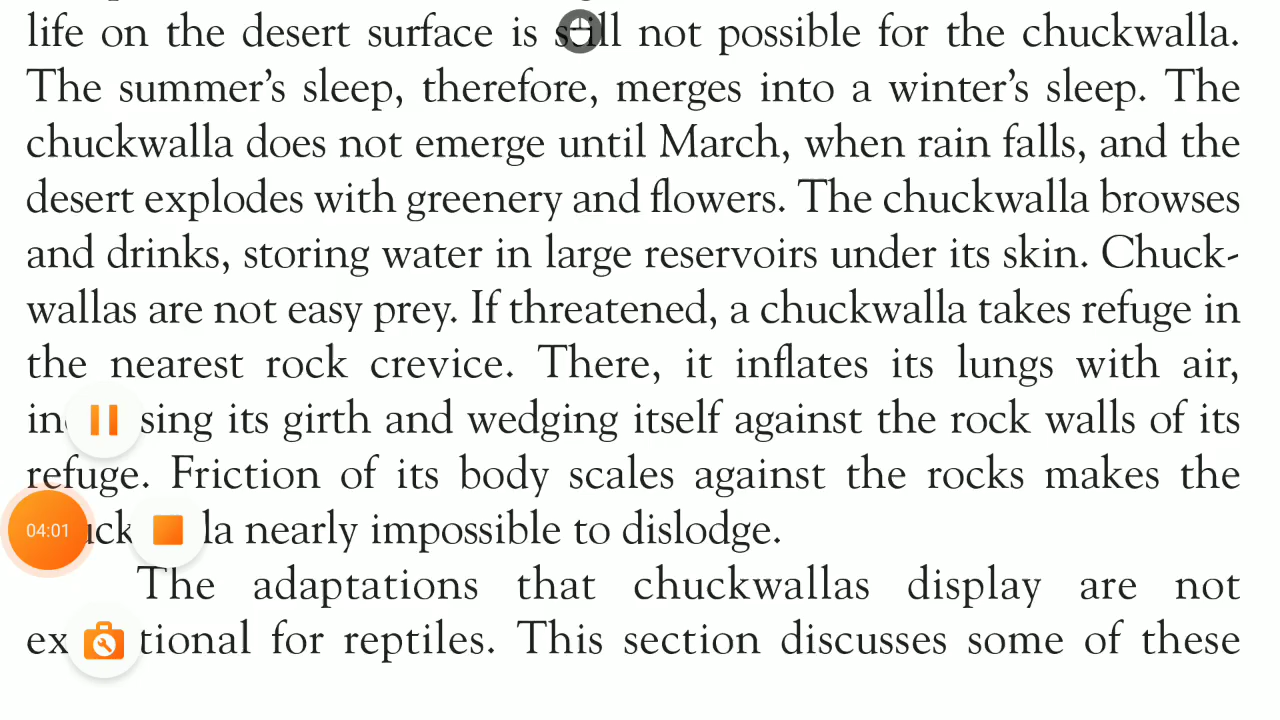 life on the desert surface is still not possible for the chuckwalla.
The summer’s sleep, therefore, merges into a winter’s sleep. The
chuckwalla does not emerge until March, when rain falls, and the
desert explodes with greenery and flowers. The chuckwalla browses
and drinks, storing water in large reservoirs under its skin. Chuck-
wallas are not easy prey. If threatened, a chuckwalla takes refuge in
the nearest rock crevice. There, it inflates its lungs with air,
its girth and wedging itself against the rock walls of its
refuge. Friction of its body scales against the rocks makes the
04:01
nearly impossible to dislodge.
The adaptations that chuckwallas display are not
for reptiles. This section discusses some of these